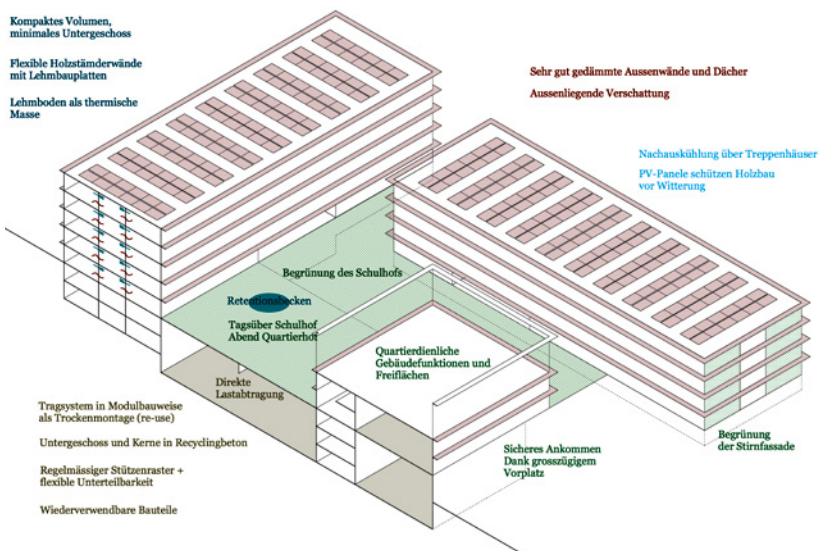 Kompaktes Volumen,
minimales Untergeschoss
Flexible Holzstämderwände
mit Lehmbauplatten
Lehmboden als thermische
Masse
Sehr gut gedämmte Aussenwände und Dächer
Aussenliegende Verschattung
Nachauskühlung über Treppenhäuser
PV-Panele schützen Holzbau
vor Witterung
Begrünung des Schulhofs
Retentionsbecken
Tagsüber Schulhof
Abend Quartierhof
Quartierdienliche
Gebäudefunktionen und
Freiflächen
Direkte
Lastabtragung
Tragsystem in Modulbauweise
als Trockenmontage (re-use)
Untergeschoss und Kerne in Recyclingbeton
Regelmässiger Stützenraster +
flexible Unterteilbarkeit
Wiederverwendbare Bauteile
Sicheres Ankommen
Dank grosszügigem
Vorplatz
Begrünung
der Stirnfassade